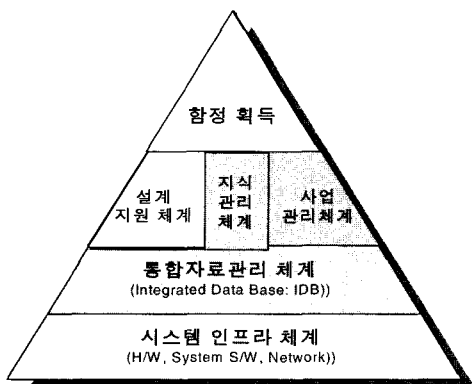 함정 획득
설계
지원 체계
지식
관리
체계
사업
관리체계
통합자료관리 체계
(Integrated Data Base: IDB))
시스템 인프라 체계
(H/W, System S/W, Network))